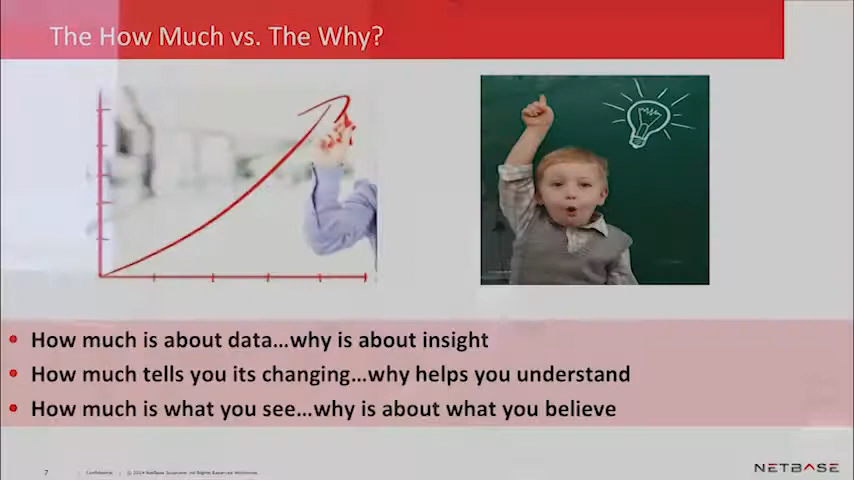 The How Much vs. The Why?
• How much is about data...why is about insight
• How much tells you its changing...why helps you understand
• How much is what you see...why is about what you believe
7
NETBASE